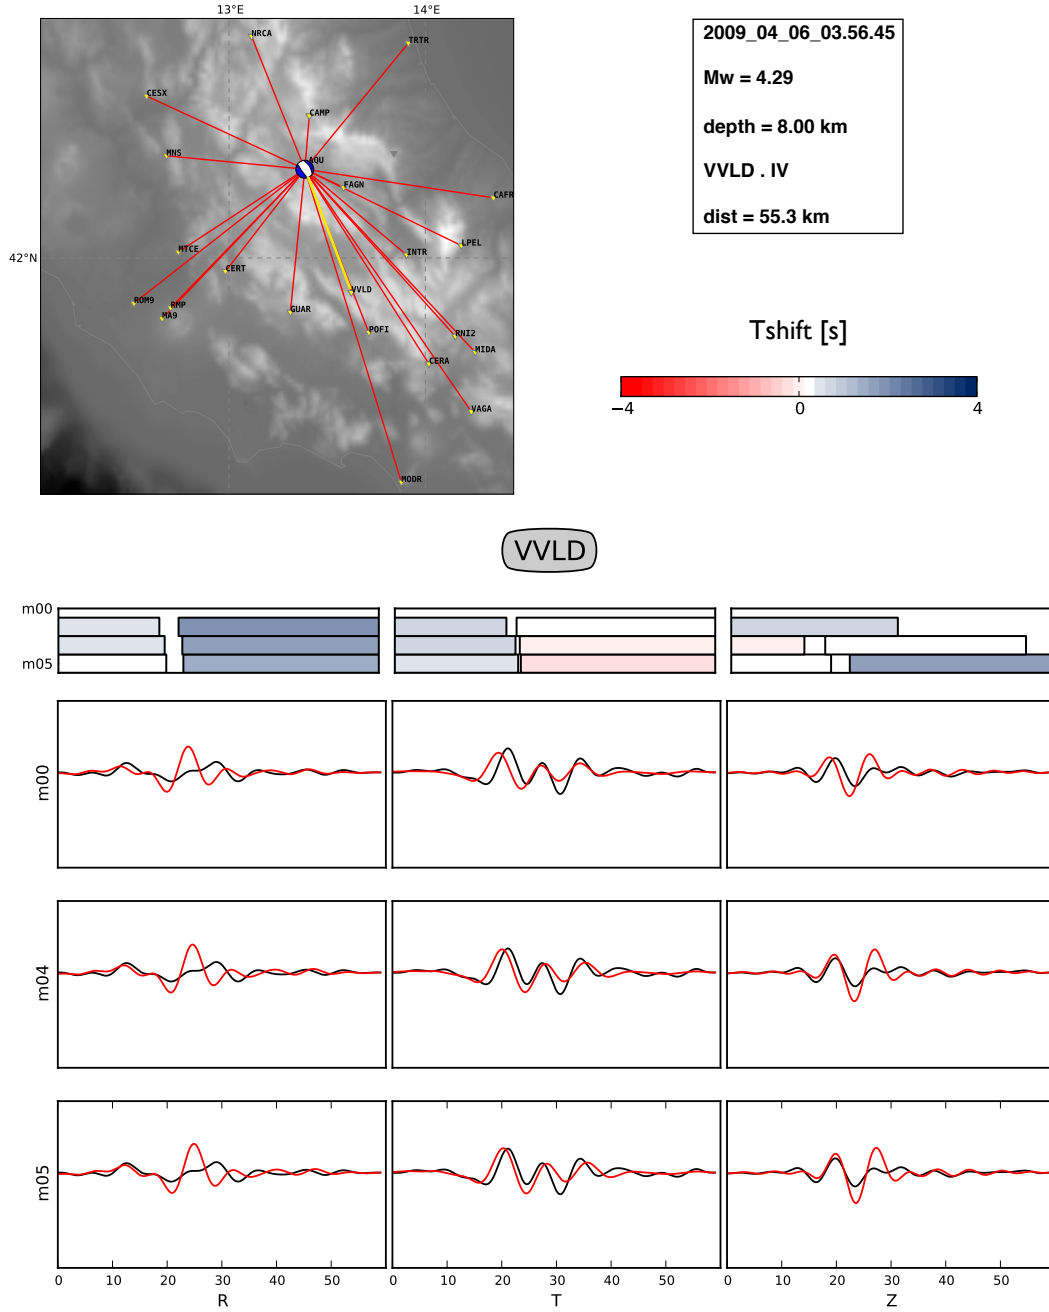 13°E 14°E
NRCA
TRTR
CESX
CAMP
MNS
AQU
FAGN
CAFR
LPEL
MTCE
INTR
42°N
CERT
VVLD
ROM9
RMP
MA9
GUAR
POFI
RNI2
MIDA
CERA
VAGA
MODR
2009_04_06_03.56.45
Mw = 4.29
depth = 8.00 km
VVLD . IV
dist = 55.3 km
Tshift [s]
−4 0 4
VVLD
m00
m05
m00
m04
m05
0 10 20 30 40 50 0 10 20 30 40 50 0 10 20 30 40 50
R T Z